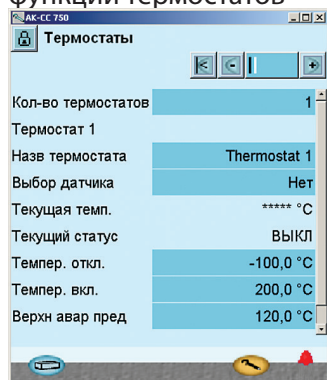 функции термостатов
АК-CC 750
Термостаты
Кол-во термостатов 1
Термостат 1
Назв термостата Thermostat 1
Выбор датчика Нет
Текущая темп. ***** °C
Текущий статус ВЫКЛ
Темпер. откл. -100,0 °C
Темпер. вкл. 200,0 °C
Верхн авар пред 120,0 °C